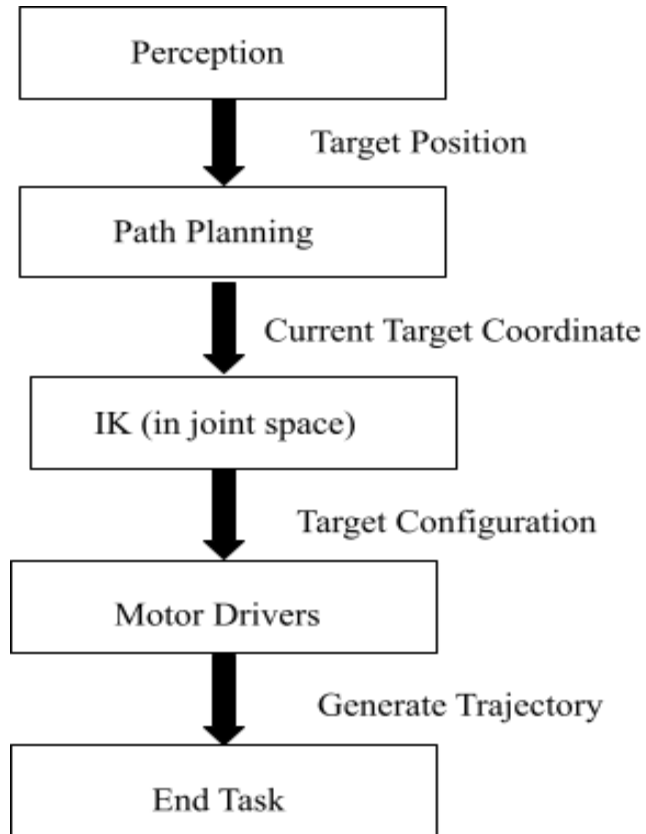 Perception
Target Position
Path Planning
Current Target Coordinate
IK (in joint space)
Target Configuration
Motor Drivers
Generate Trajectory
End Task